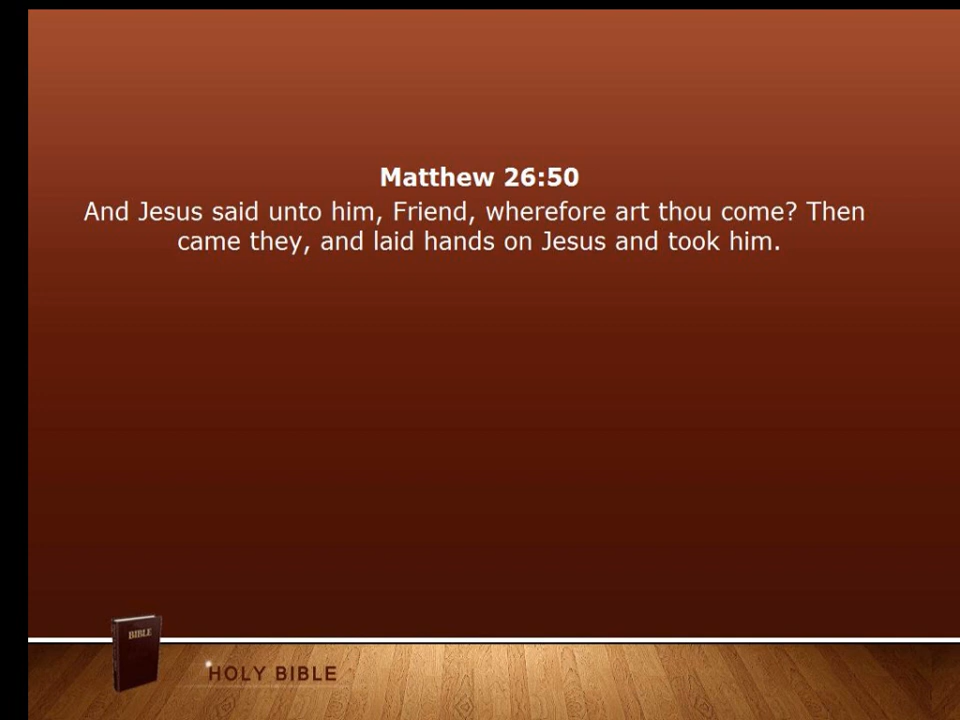 Matthew 26:50
And Jesus said unto him, Friend, wherefore art thou come? Then
came they, and laid hands on Jesus and took him.
BIBLE
HOLY BIBLE